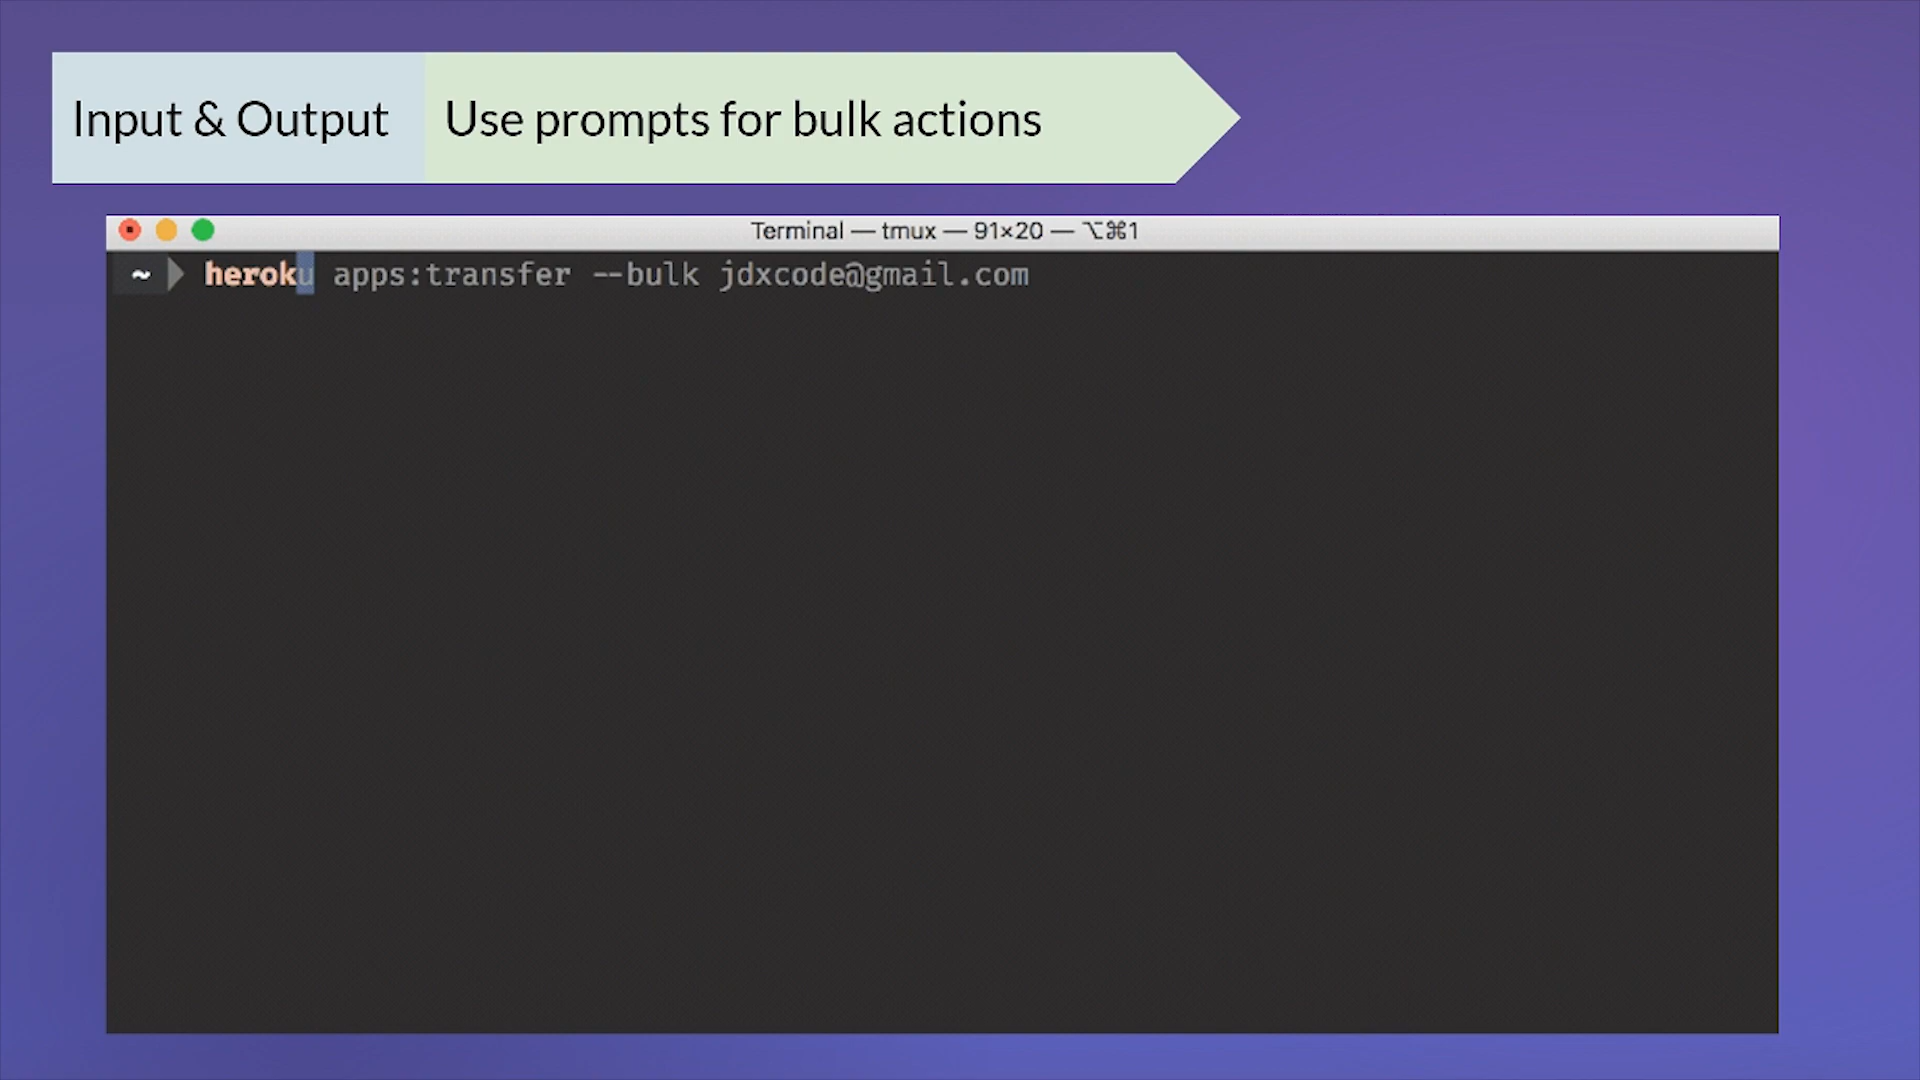 Input & Output
Use prompts for bulk actions
Terminal — tmux — 91×20 — ⌥⌘1
~ heroku apps:transfer --bulk jdxcode@gmail.com